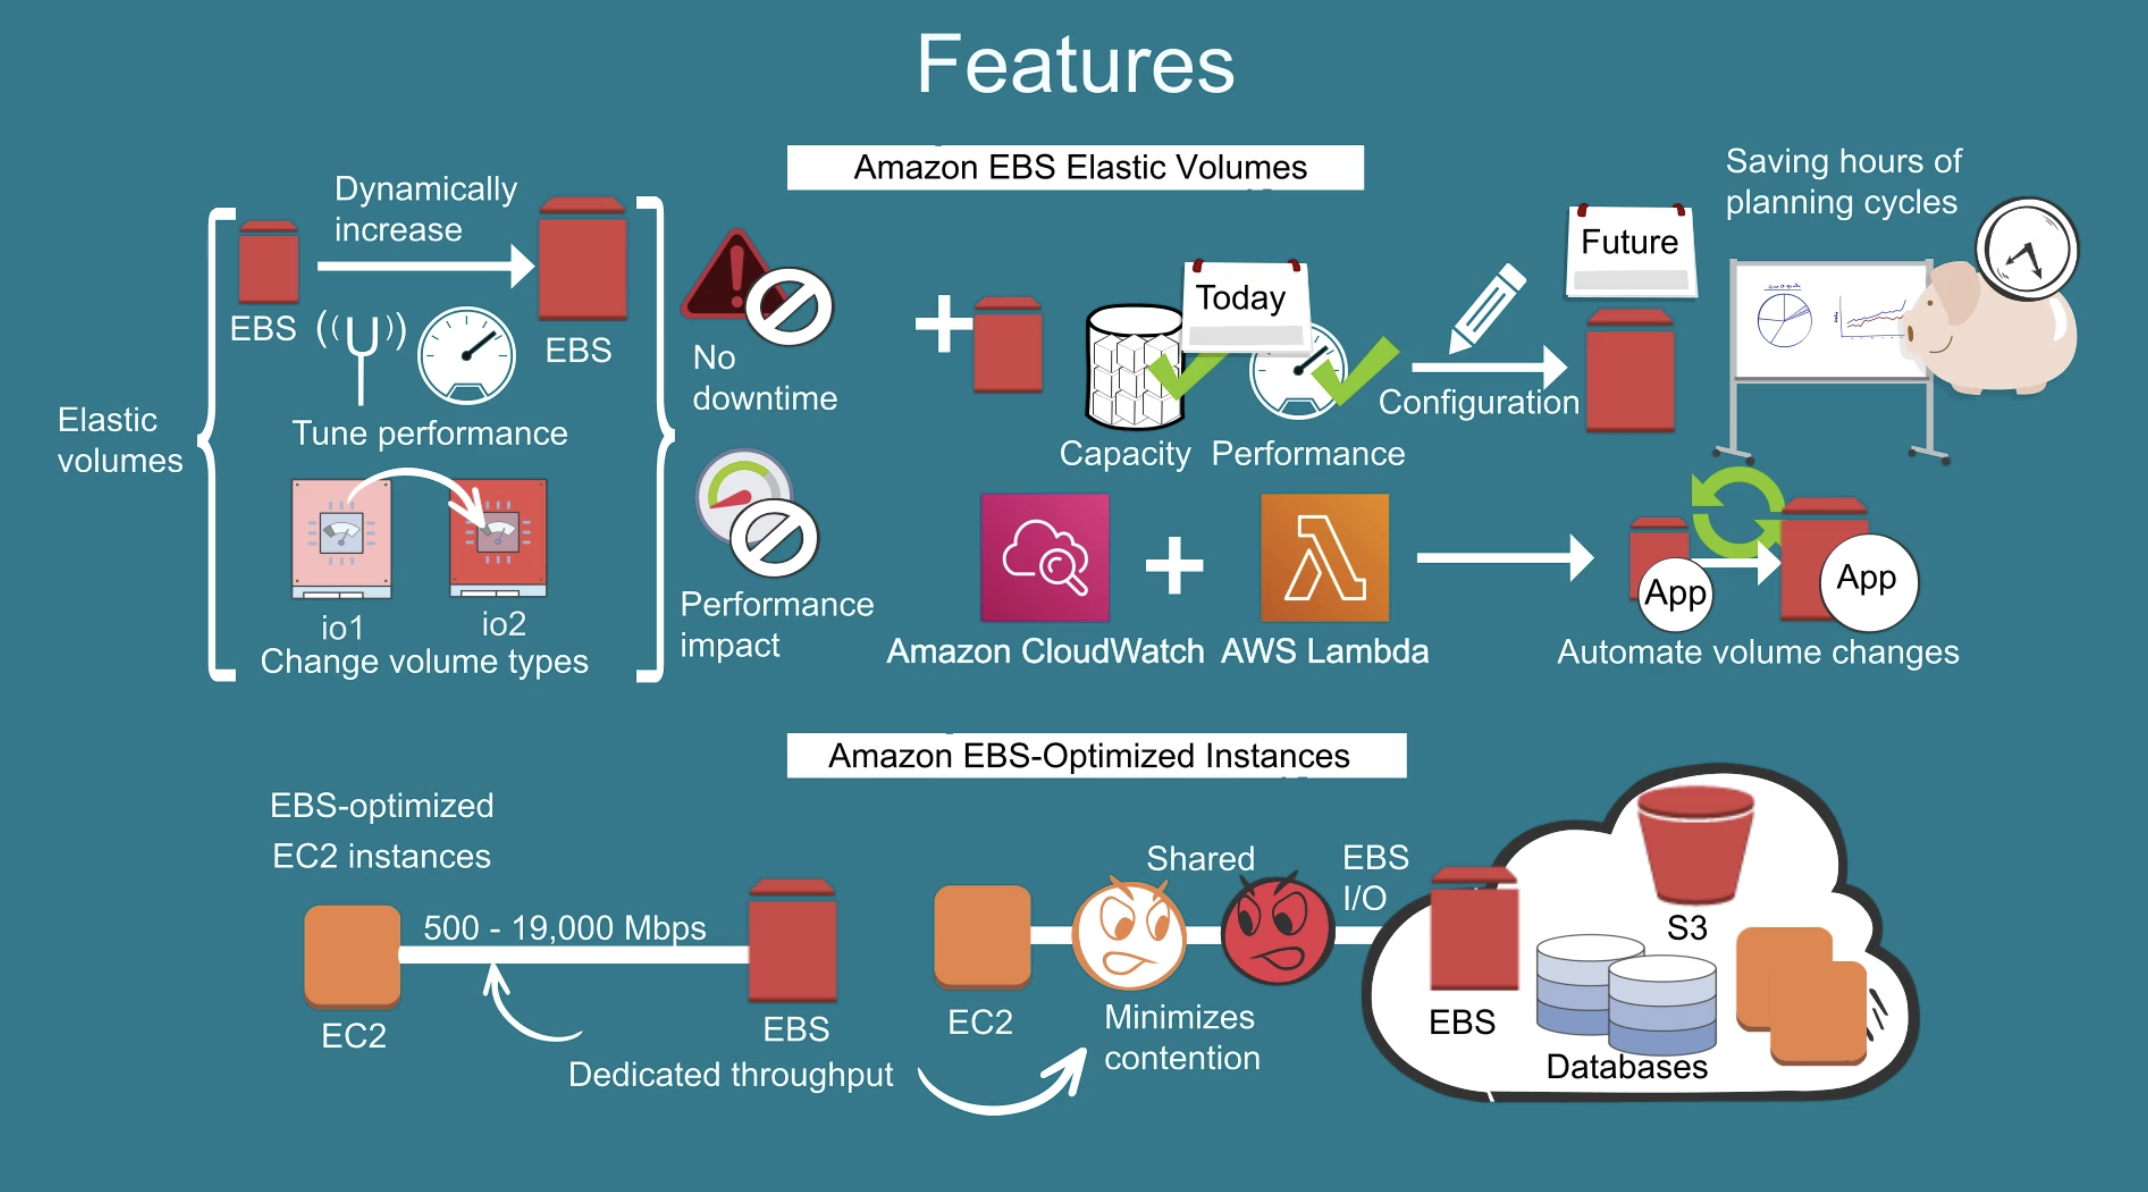 Features
Amazon EBS Elastic Volumes
Elastic
volumes
Dynamically
increase
EBS
EBS
Tune performance
io1
io2
Change volume types
No
downtime
Performance
impact
Today
Capacity
Performance
Configuration
Future
Saving hours of
planning cycles
Amazon CloudWatch
AWS Lambda
App
App
Automate volume changes
Amazon EBS-Optimized Instances
EBS-optimized
EC2 instances
500 - 19,000 Mbps
EC2
EBS
Dedicated throughput
EC2
Shared
Minimizes
contention
EBS
I/O
EBS
S3
Databases